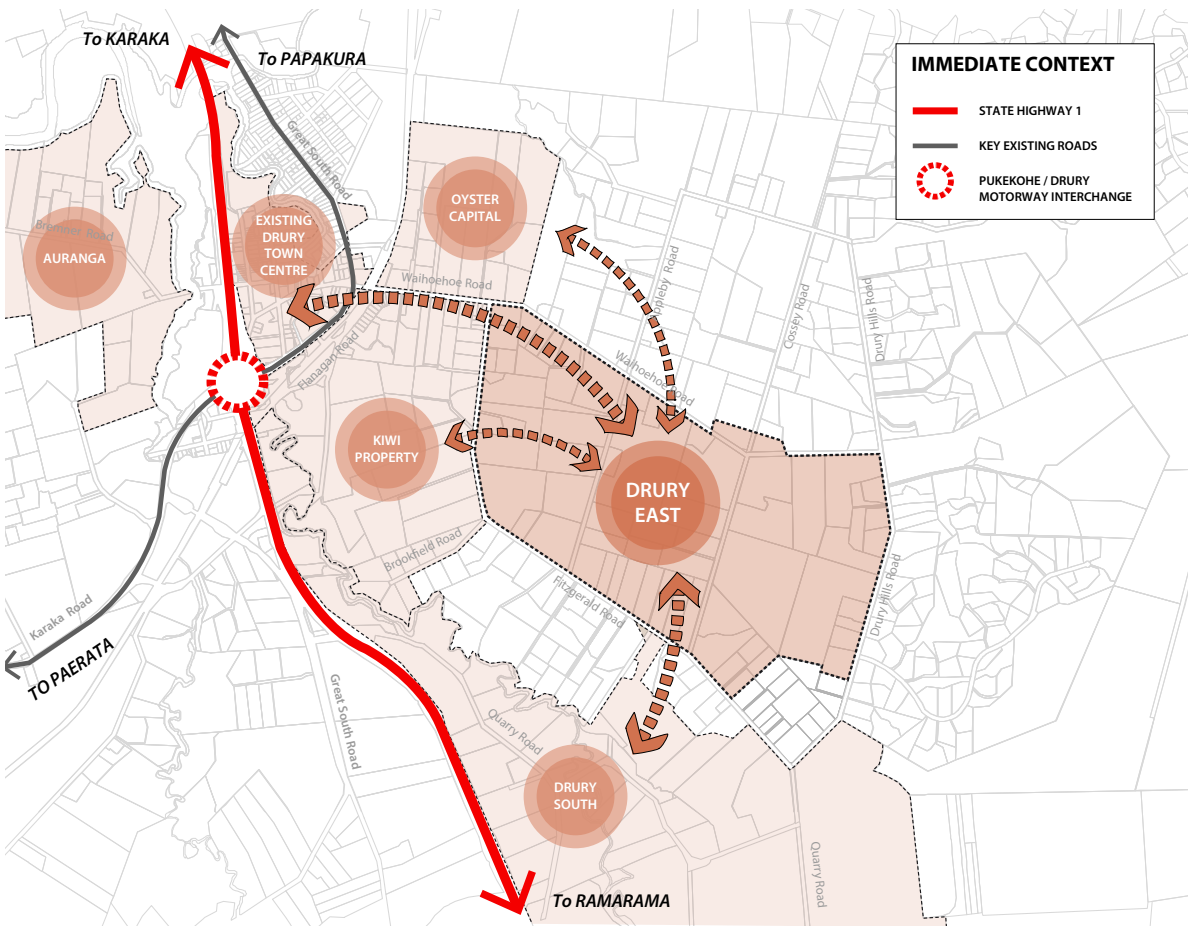 To KARAKA
To PAPAKURA
IMMEDIATE CONTEXT
STATE HIGHWAY 1
KEY EXISTING ROADS
PUKEKOHE / DRURY
MOTORWAY INTERCHANGE
Great South Road
OYSTER
CAPITAL
EXISTING
DRURY
TOWN
CENTRE
Bremner Road
AURANGA
Waihoehoe Road
Appleby Road
Cossey Road
Drury Hills Road
Flanagan Road
Waihoehoe Road
KIWI
PROPERTY
DRURY
EAST
Brookfield Road
Fitzgerald Road
Drury Hills Road
Karaka Road
TO PAERATA
Great South Road
Quarry Road
DRURY
SOUTH
Quarry Road
To RAMARAMA